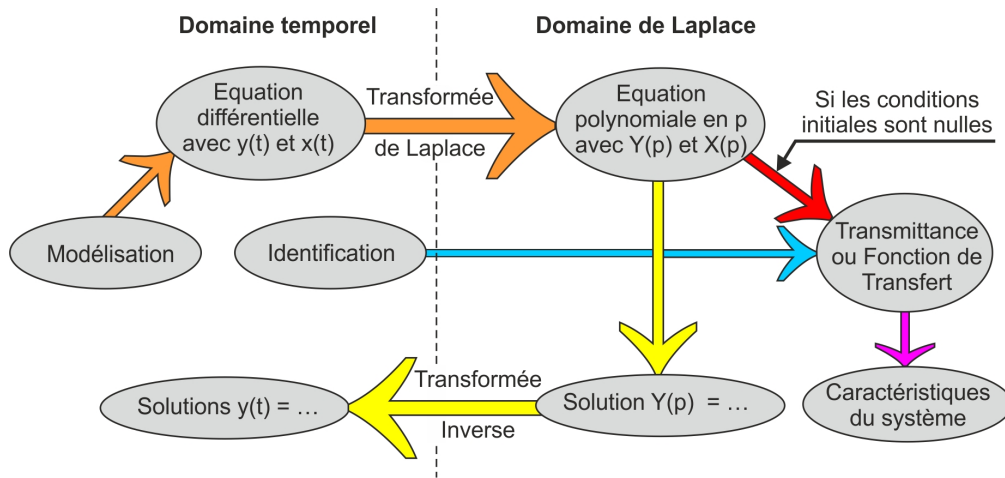 Domaine temporel
Domaine de Laplace
Equation
différentielle
avec y(t) et x(t)
Transformée
de Laplace
Equation
polynomiale en p
avec Y(p) et X(p)
Si les conditions
initiales sont nulles
Modélisation
Identification
Transmittance
ou Fonction de
Transfert
Solutions y(t) = ...
Transformée
Inverse
Solution Y(p) = ...
Caractéristiques
du système